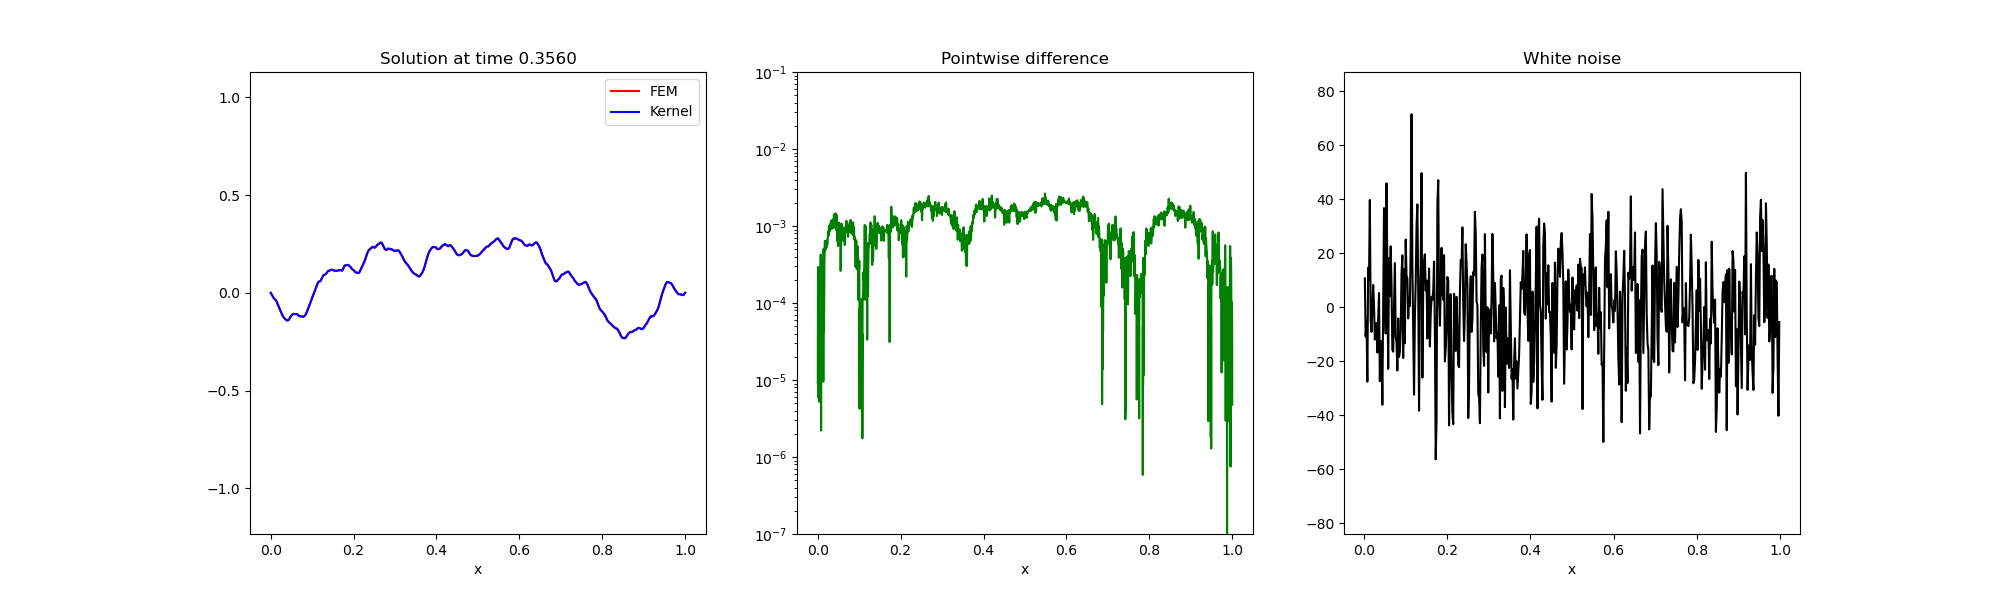 Solution at time 0.3560
1.0
0.5
0.0
−0.5
−1.0
0.0 0.2 0.4 0.6 0.8 1.0
x
FEM
Kernel
Pointwise difference
10⁻¹
10⁻²
10⁻³
10⁻⁴
10⁻⁵
10⁻⁶
10⁻⁷
0.0 0.2 0.4 0.6 0.8 1.0
x
White noise
80
60
40
20
0
−20
−40
−60
−80
0.0 0.2 0.4 0.6 0.8 1.0
x